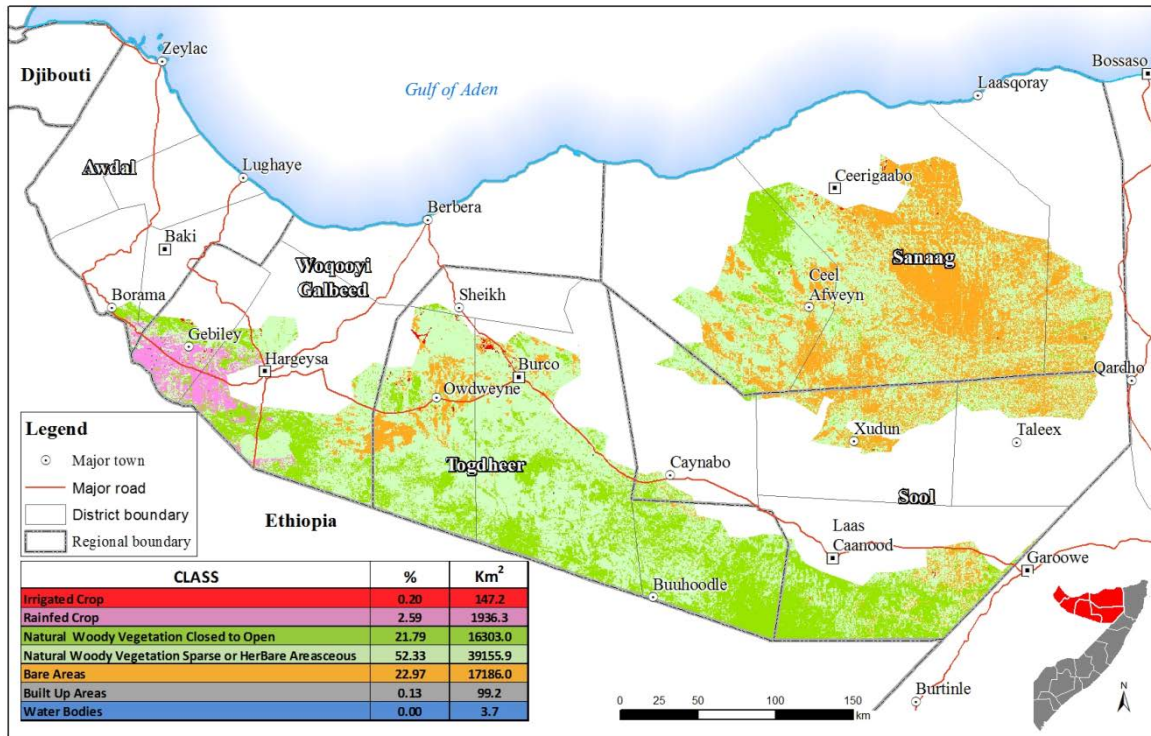 Zeylac
Bossaso
Djibouti
Gulf of Aden
Laasqoray
Awdal
Lughaye
Ceerigaabo
Berbera
Baki
Woqooyi
Galbeed
Sanaag
Ceel
Afweyn
Borama
Sheikh
Gebiley
Hargeysa
Burco
Qardho
Owdweyne
Legend
Major town
Major road
District boundary
Regional boundary
Xudun
Taleex
Togdheer
Caynabo
Sool
Ethiopia
Laas
Caanood
Garoowe
Buuhoodle
CLASS % Km2
Irrigated Crop 0.20 147.2
Rainfed Crop 2.59 1936.3
Natural Woody Vegetation Closed to Open 21.79 16303.0
Natural Woody Vegetation Sparse or HerBare Areasceous 52.33 39155.9
Bare Areas 22.97 17186.0
Built Up Areas 0.13 99.2
Water Bodies 0.00 3.7
Burtinle
0 50 100 150
km
N